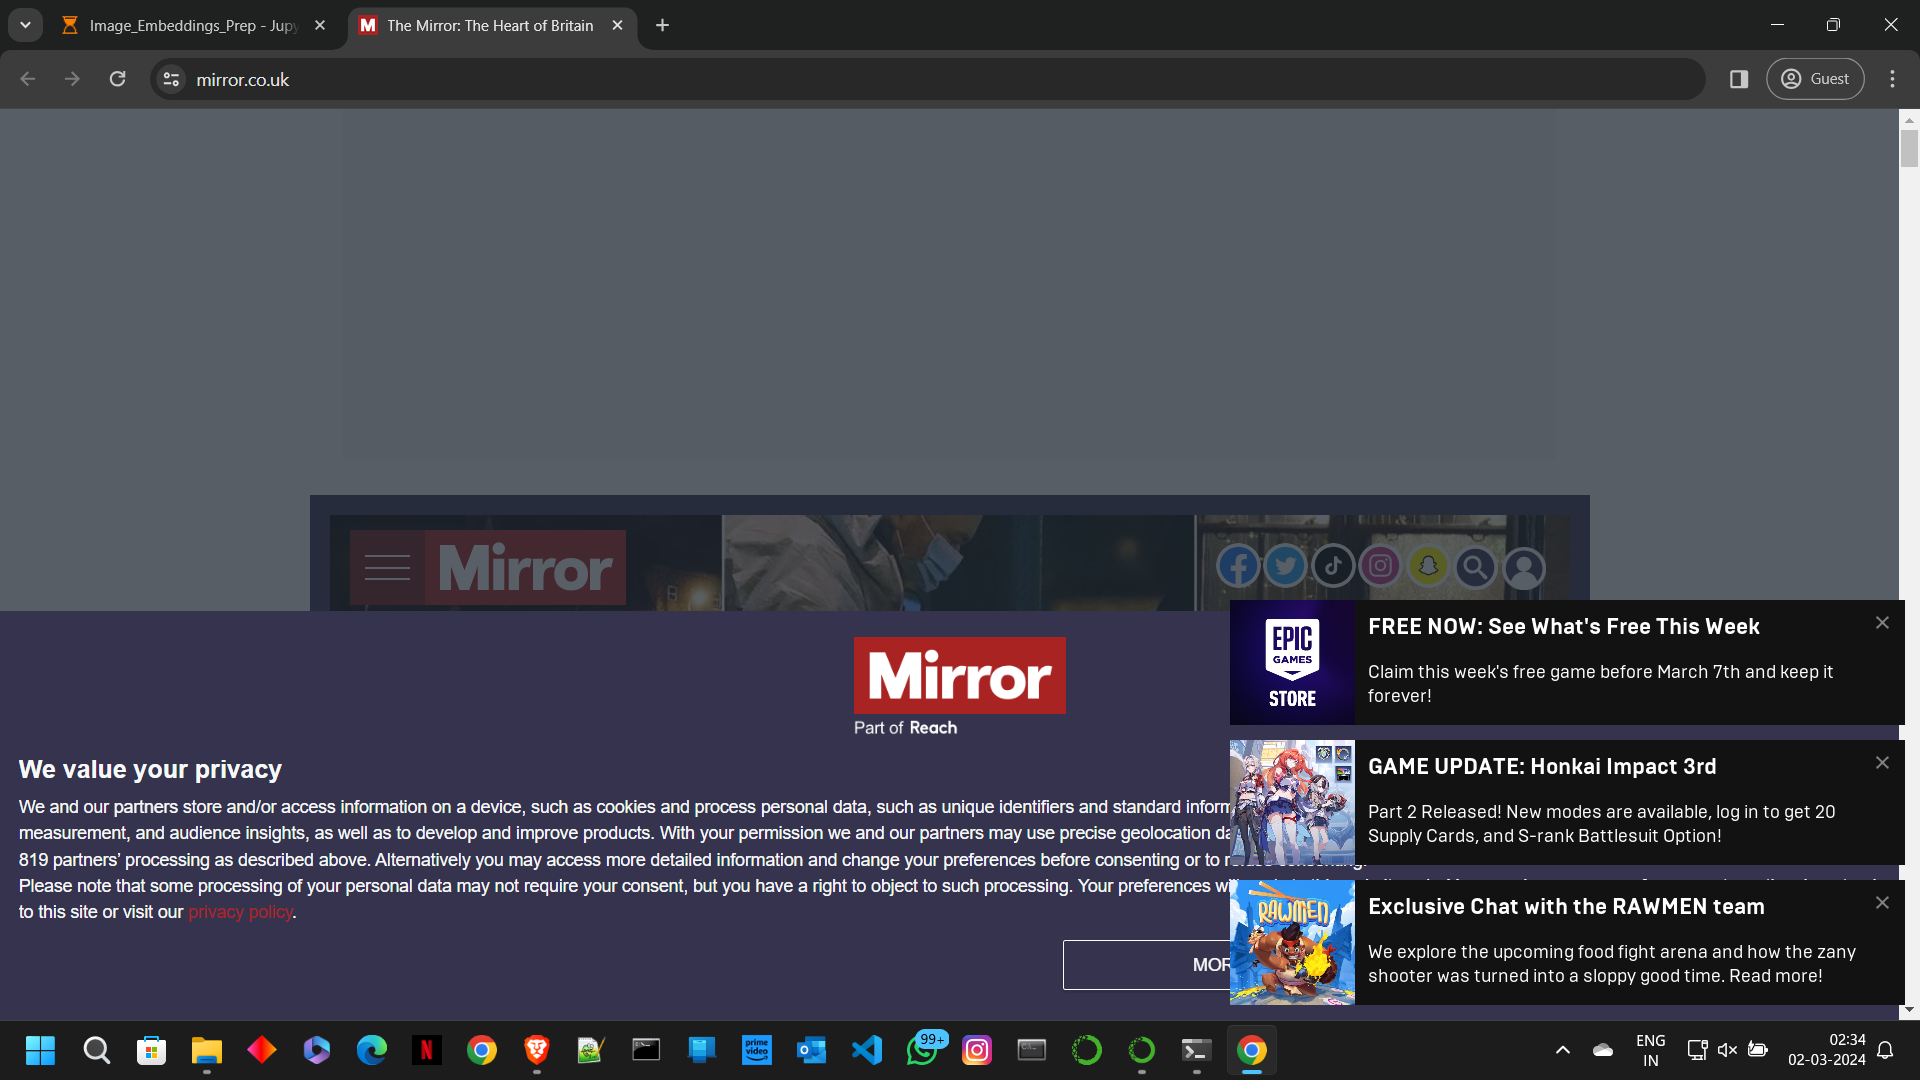 Image_Embeddings_Prep - Jupy
The Mirror: The Heart of Britain
mirror.co.uk
Guest
Mirror
Mirror
Part of Reach
We value your privacy
We and our partners store and/or access information on a device, such as cookies and process personal data, such as unique identifiers and standard inform
measurement, and audience insights, as well as to develop and improve products. With your permission we and our partners may use precise geolocation da
819 partners' processing as described above. Alternatively you may access more detailed information and change your preferences before consenting or to refuse consenting.
Please note that some processing of your personal data may not require your consent, but you have a right to object to such processing. Your preferences wi
to this site or visit our privacy policy.
MOR
EPIC
GAMES
STORE
FREE NOW: See What's Free This Week
Claim this week's free game before March 7th and keep it
forever!
GAME UPDATE: Honkai Impact 3rd
Part 2 Released! New modes are available, log in to get 20
Supply Cards, and S-rank Battlesuit Option!
RAWMEN
Exclusive Chat with the RAWMEN team
We explore the upcoming food fight arena and how the zany
shooter was turned into a sloppy good time. Read more!
prime
video
99+
ENG
IN
02:34
02-03-2024